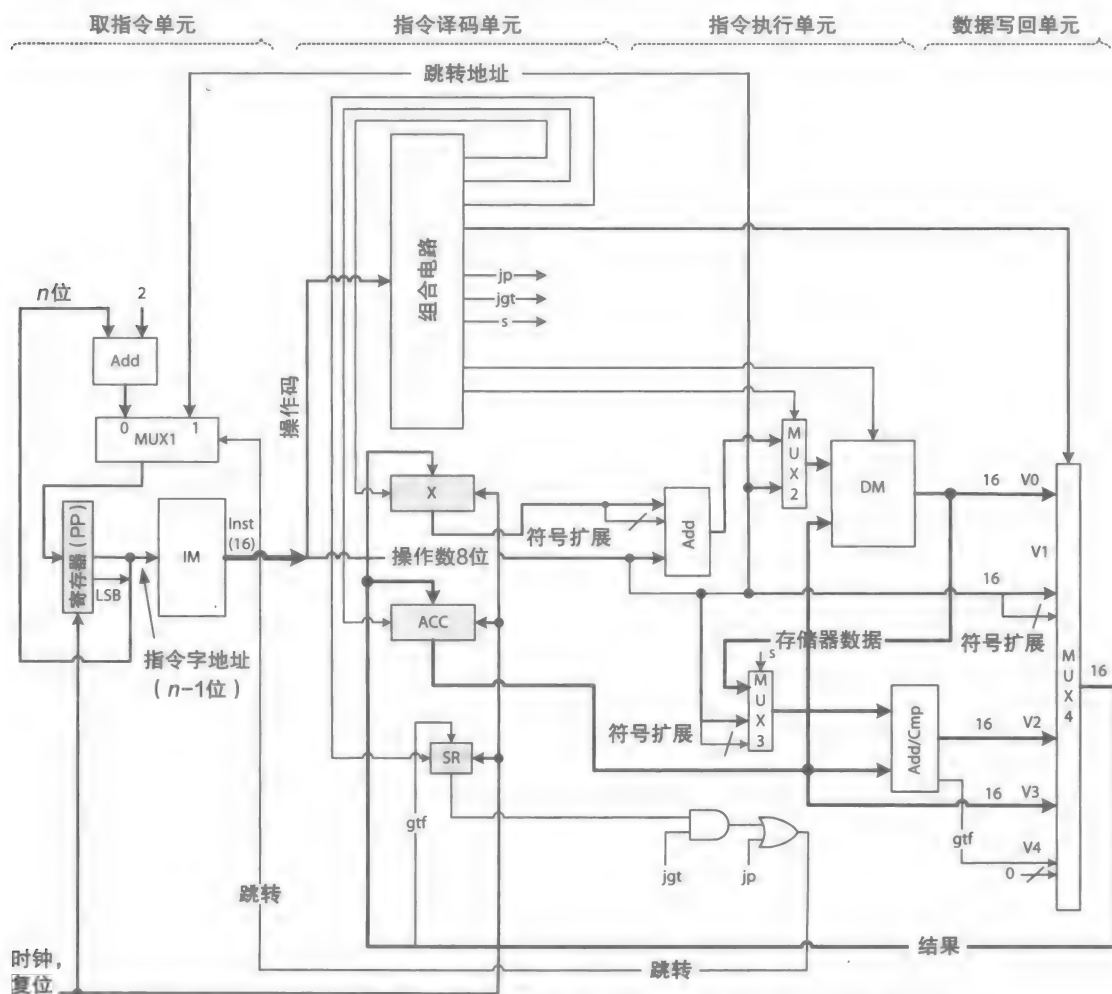 取指令单元
指令译码单元
指令执行单元
数据写回单元
跳转地址
组合电路
jp
jgt
s
n位
2
Add
0
1
MUX1
操作码
MUX2
DM
16
V0
X
寄存器(PP)
LSB
IM
Inst
(16)
符号扩展
Add
操作数8位
V1
16
符号扩展
ACC
指令字地址
(n−1位)
存储器数据
s
MUX3
符号扩展
Add/Cmp
16
V2
MUX4
16
SR
16
V3
gtf
jgt
jp
gtf
V4
0
跳转
结果
跳转
时钟,
复位